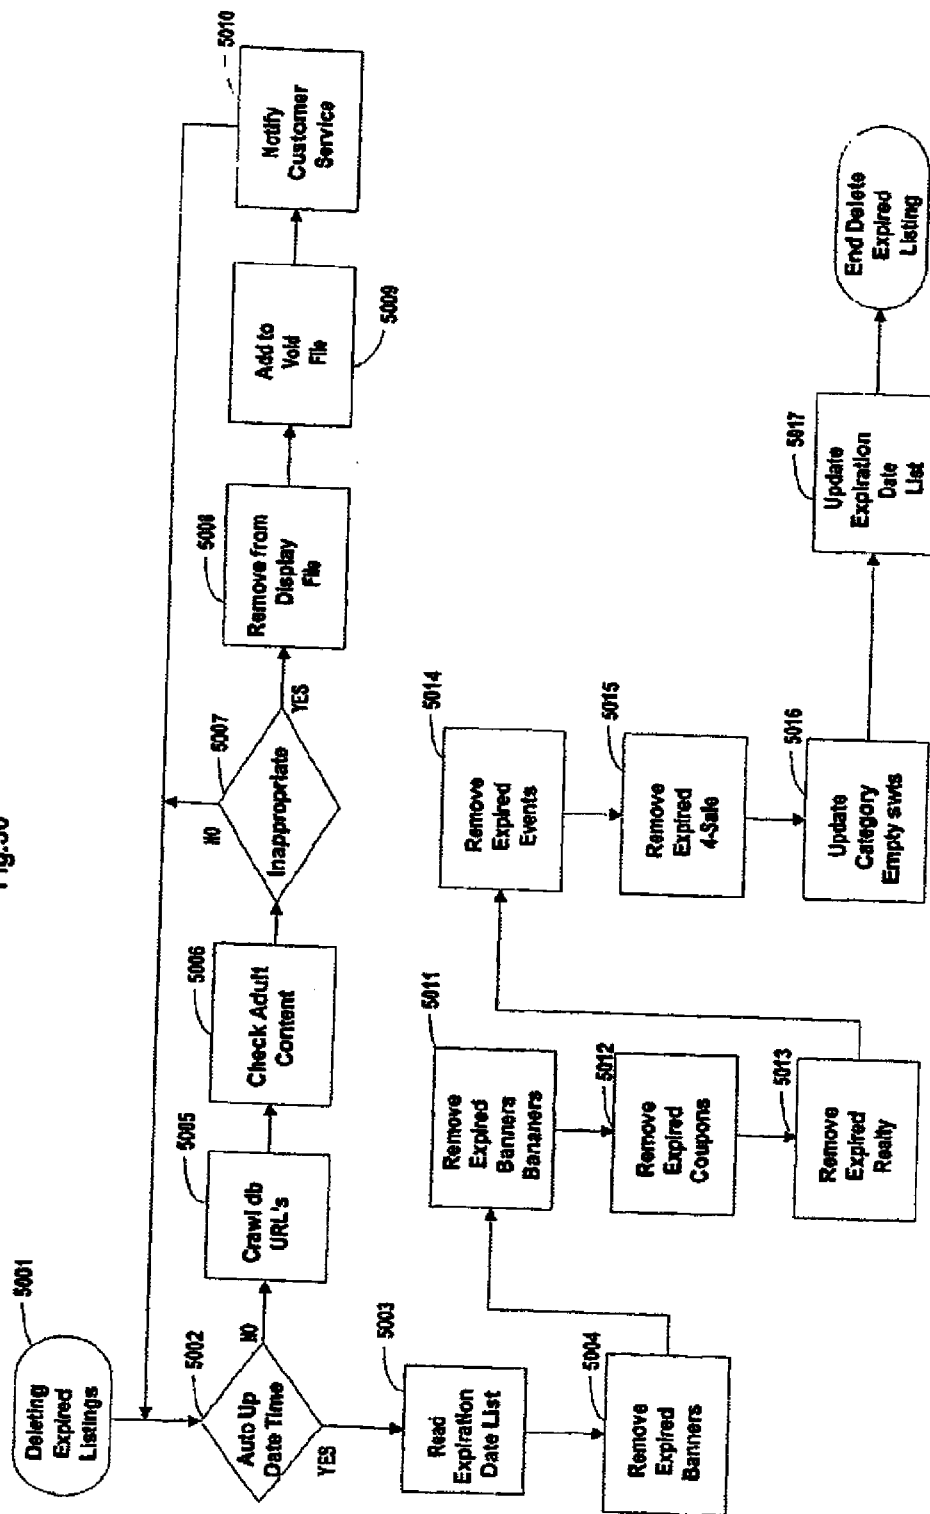 Deleting
Expired
Listings
5001
Auto Up
Date Time
5002
NO
YES
Crawl db
URL's
5005
Check Adult
Content
5006
Inappropriate
5007
NO
YES
Remove from
Display
File
5008
Add to
Void
File
5009
Notify
Customer
Service
5010
Read
Expiration
Date List
5003
Remove
Expired
Banners
5004
Remove
Expired
Banners
Bananers
5011
Remove
Expired
Coupons
5012
Remove
Expired
Realty
5013
Remove
Expired
Events
5014
Remove
Expired
4-Sale
5015
Update
Category
Empty swts
5016
Update
Expiration
Date
List
5017
End Delete
Expired
Listing